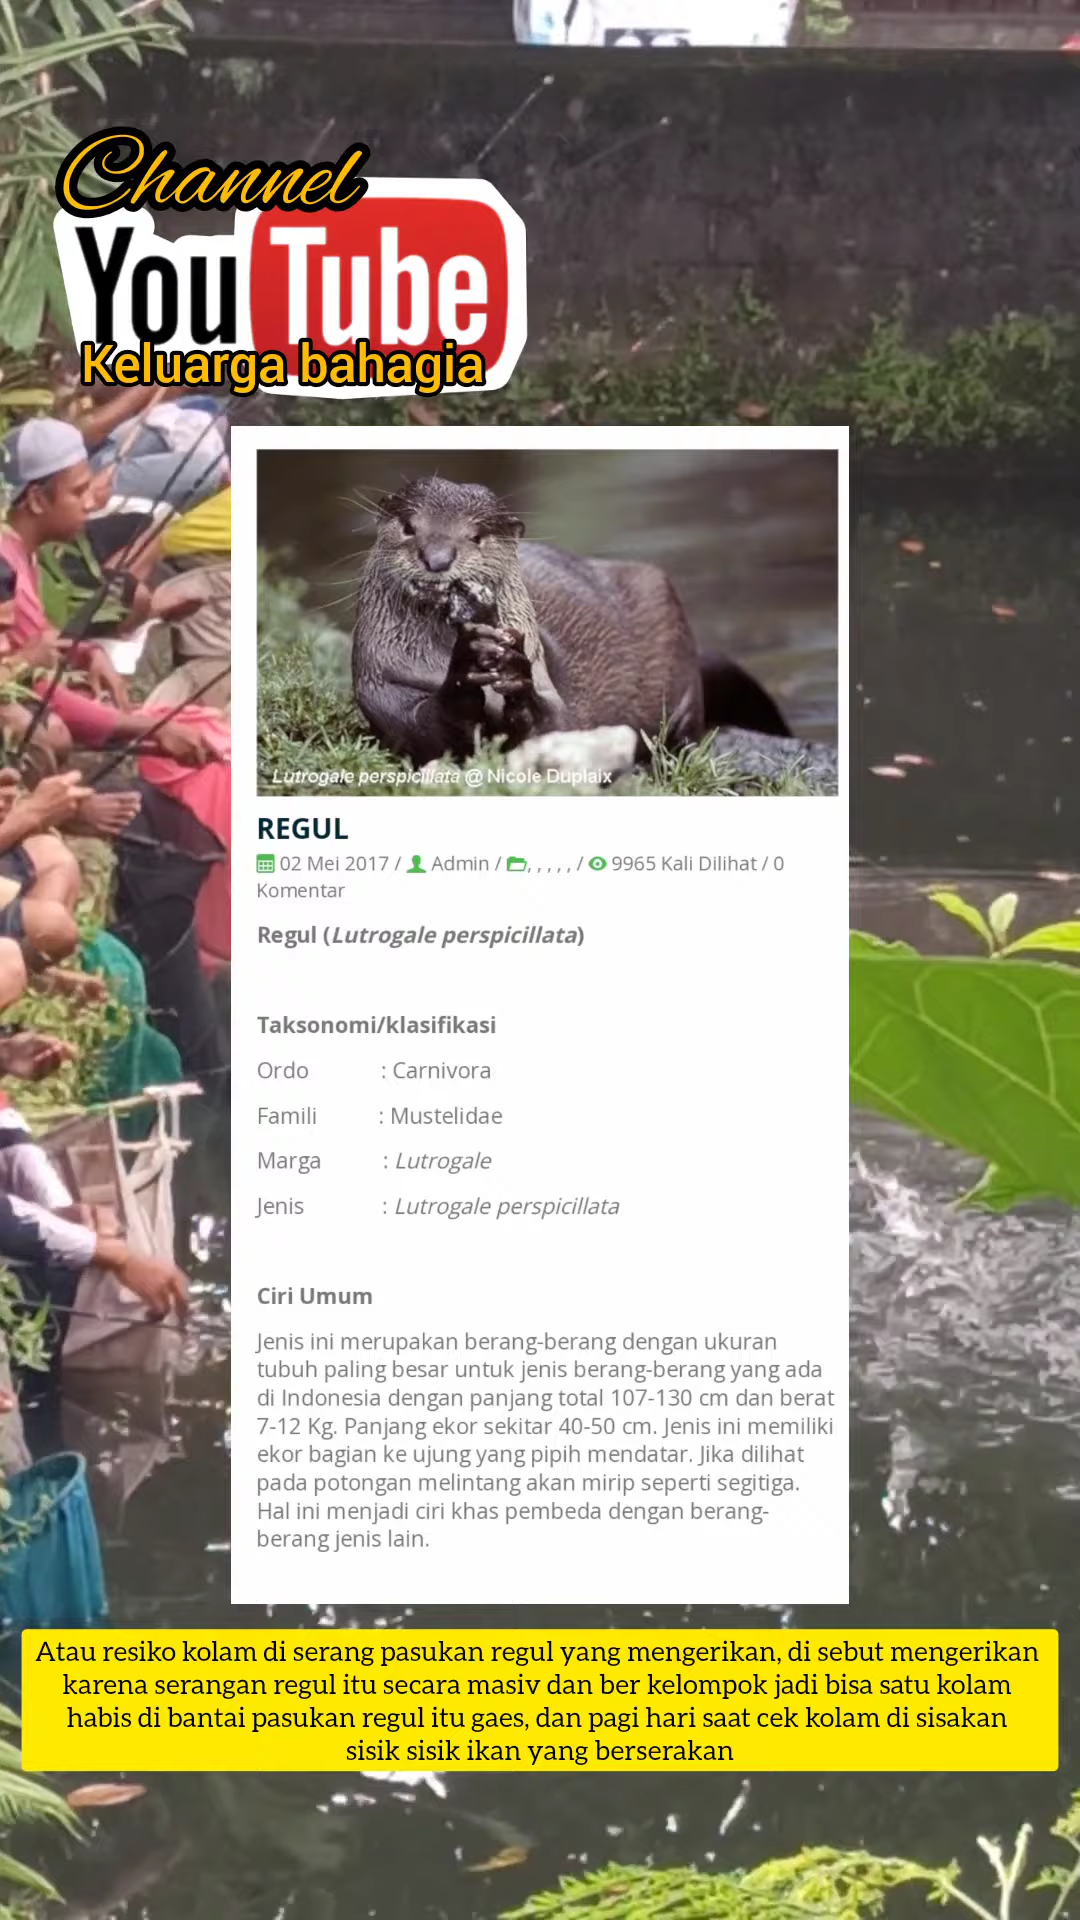 Channel
YouTube
Keluarga bahagia
Lutrogale perspicillata @ Nicole Duplaix
REGUL
02 Mei 2017 / Admin / , , , , , / 9965 Kali Dilihat / 0
Komentar
Regul (Lutrogale perspicillata)
Taksonomi/klasifikasi
Ordo : Carnivora
Famili : Mustelidae
Marga : Lutrogale
Jenis : Lutrogale perspicillata
Ciri Umum
Jenis ini merupakan berang-berang dengan ukuran
tubuh paling besar untuk jenis berang-berang yang ada
di Indonesia dengan panjang total 107-130 cm dan berat
7-12 Kg. Panjang ekor sekitar 40-50 cm. Jenis ini memiliki
ekor bagian ke ujung yang pipih mendatar. Jika dilihat
pada potongan melintang akan mirip seperti segitiga.
Hal ini menjadi ciri khas pembeda dengan berang-
berang jenis lain.
Atau resiko kolam di serang pasukan regul yang mengerikan, di sebut mengerikan
karena serangan regul itu secara masiv dan ber kelompok jadi bisa satu kolam
habis di bantai pasukan regul itu gaes, dan pagi hari saat cek kolam di sisakan
sisik sisik ikan yang berserakan